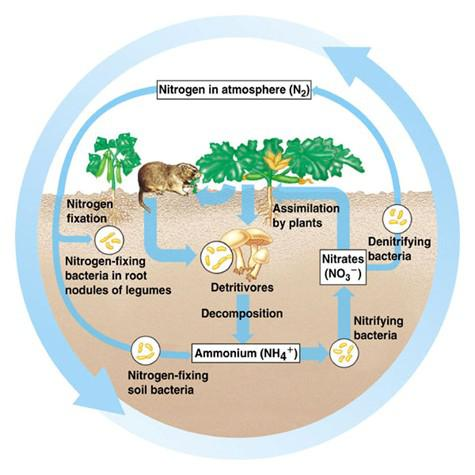 Nitrogen in atmosphere (N₂)
Nitrogen
fixation
Assimilation
by plants
Denitrifying
bacteria
Nitrogen-fixing
bacteria in root
nodules of legumes
Nitrates
(NO₃⁻)
Detritivores
Decomposition
Nitrifying
bacteria
Ammonium (NH₄⁺)
Nitrogen-fixing
soil bacteria